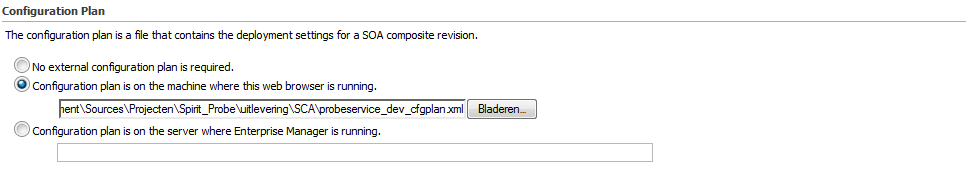 Configuration Plan
The configuration plan is a file that contains the deployment settings for a SOA composite revision.
No external configuration plan is required.
Configuration plan is on the machine where this web browser is running.
nent\Sources\Projecten\Spirit_Probe\uitlevering\SCA\probeservice_dev_cfgplan.xml Bladeren...
Configuration plan is on the server where Enterprise Manager is running.